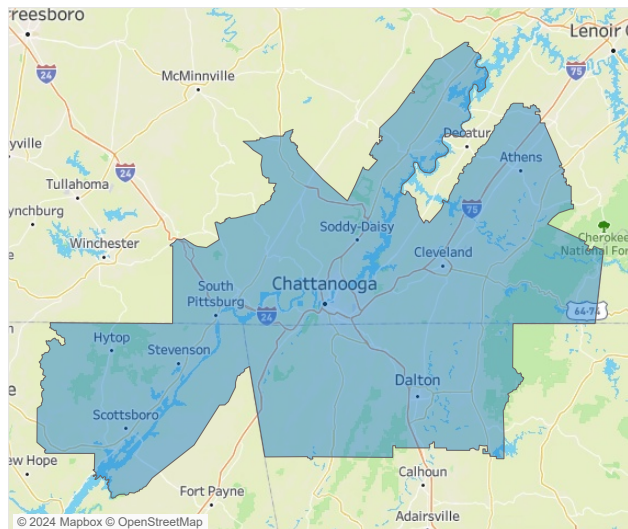 reesboro
Lenoir C
24
75
McMinnville
Decatur
Athens
yville
24
Tullahoma
75
ynchburg
Soddy-Daisy
Cherokee
National Fore
Winchester
Cleveland
Chattanooga
South
Pittsburg
64-74
24
Hytop
Stevenson
Dalton
Scottsboro
ew Hope
Calhoun
Fort Payne
Adairsville
© 2024 Mapbox © OpenStreetMap